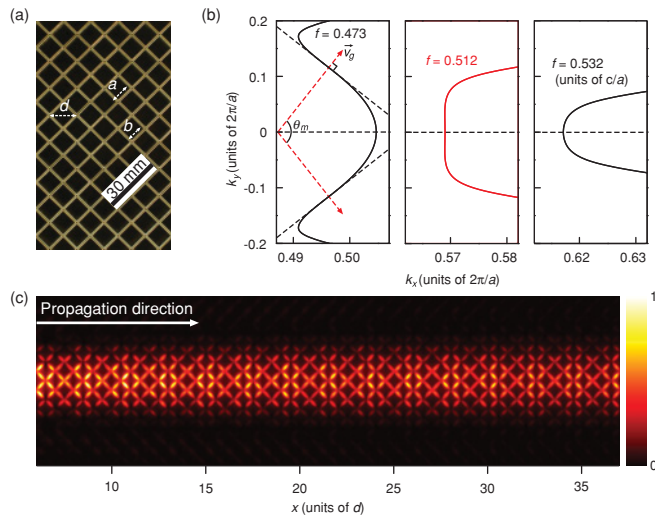 (a)
a
d
b
30 mm
(b)
k_y (units of 2π/a)
0.2
0.1
0
-0.1
-0.2
f = 0.473
v_g
θ_m
0.49
0.50
f = 0.512
0.57
0.58
f = 0.532
(units of c/a)
0.62
0.63
k_x (units of 2π/a)
(c)
Propagation direction
1
0
10
15
20
25
30
35
x (units of d)